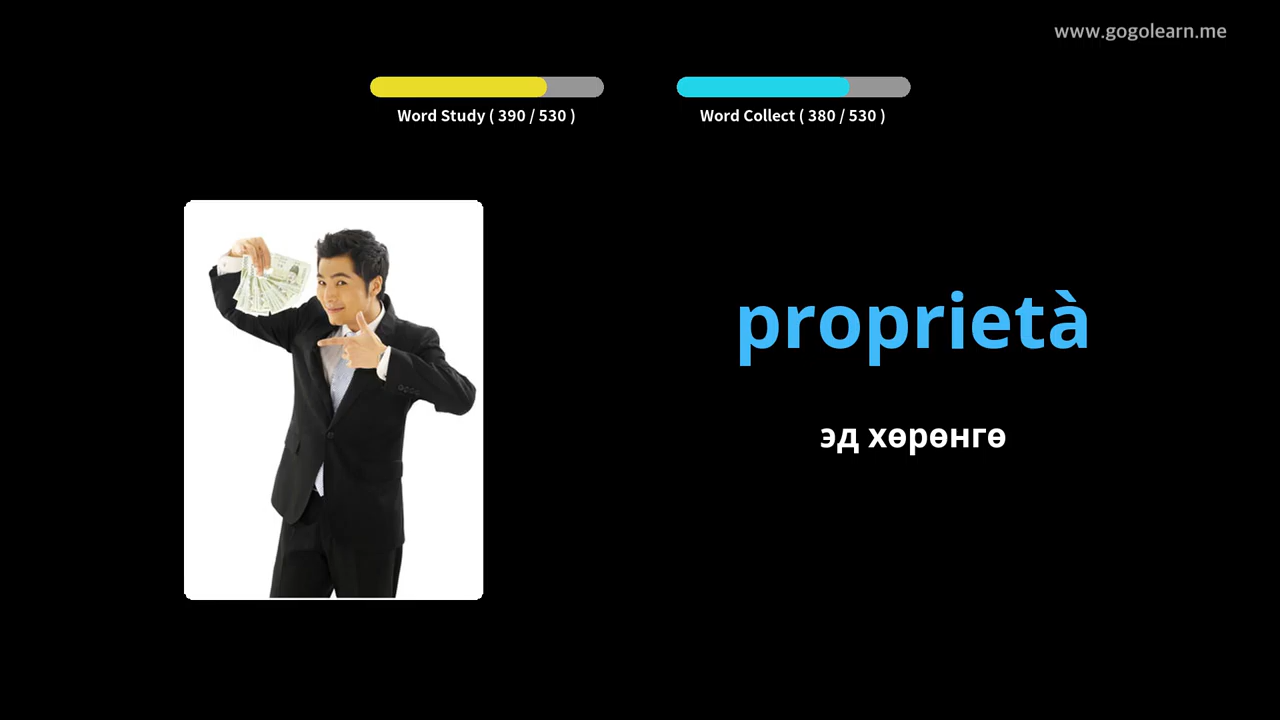 www.gogolearn.me
Word Study ( 390 / 530 )
Word Collect ( 380 / 530 )
proprietà
эд хөрөнгө